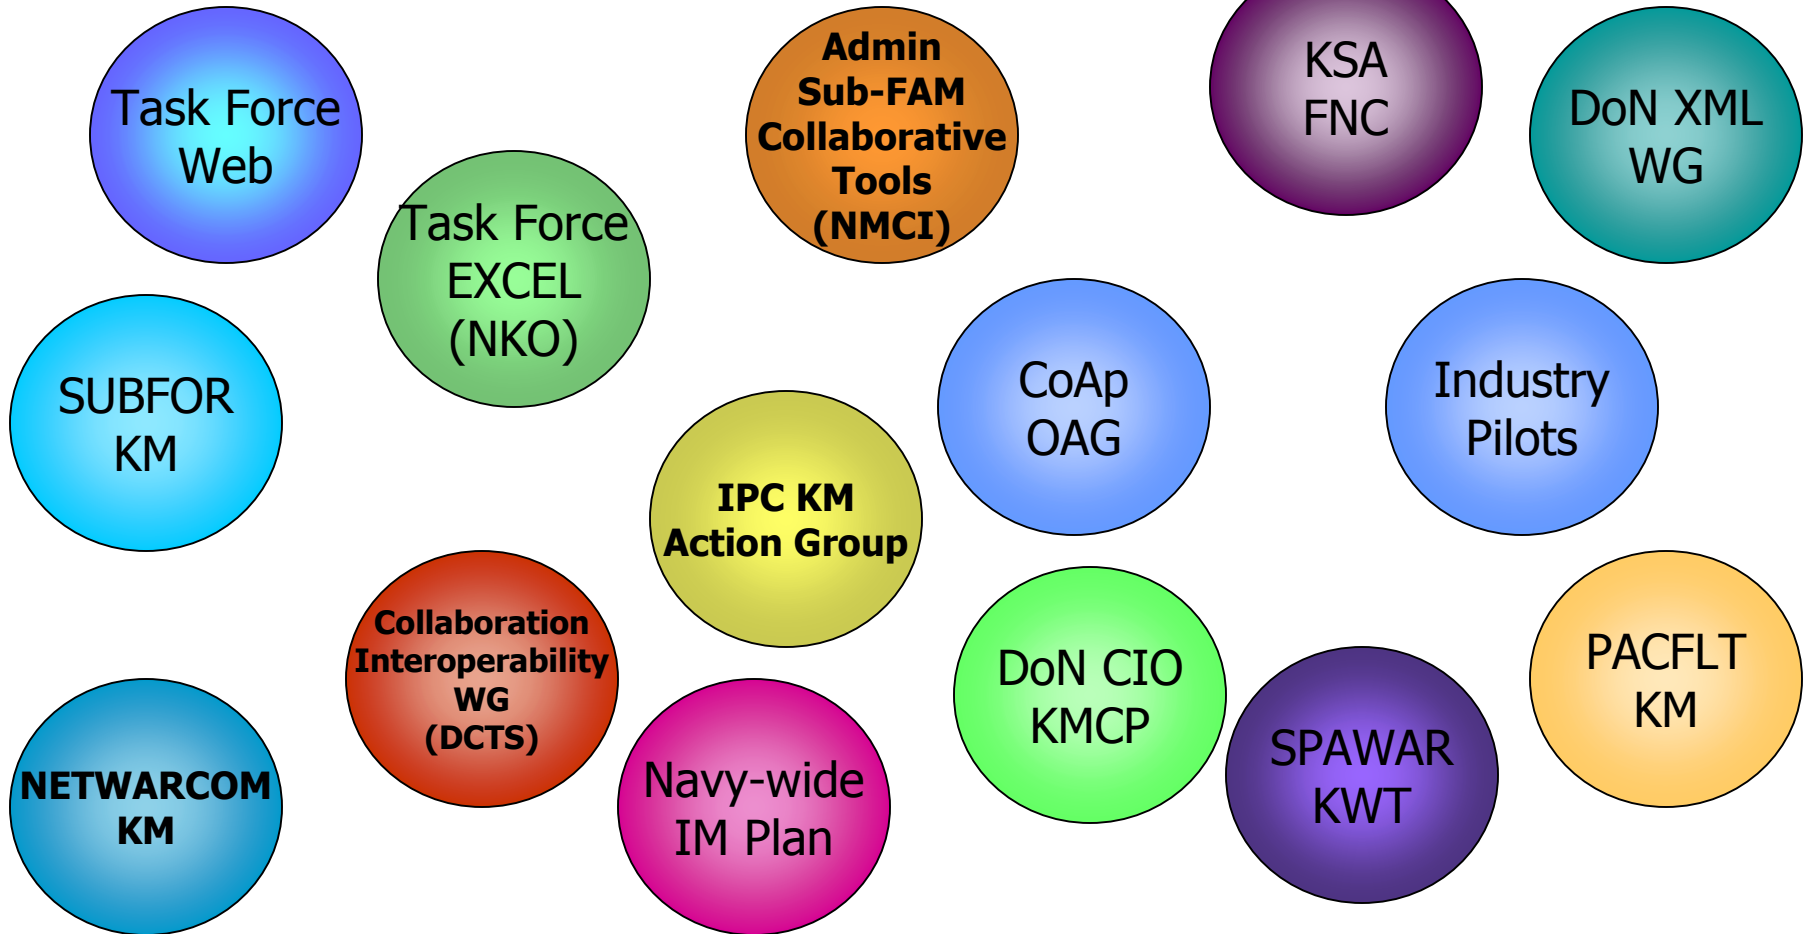 Task Force
Web
Admin
Sub-FAM
Collaborative
Tools
(NMCI)
KSA
FNC
DoN XML
WG
Task Force
EXCEL
(NKO)
SUBFOR
KM
CoAp
OAG
Industry
Pilots
IPC KM
Action Group
Collaboration
Interoperability
WG
(DCTS)
DoN CIO
KMCP
PACFLT
KM
NETWARCOM
KM
Navy-wide
IM Plan
SPAWAR
KWT